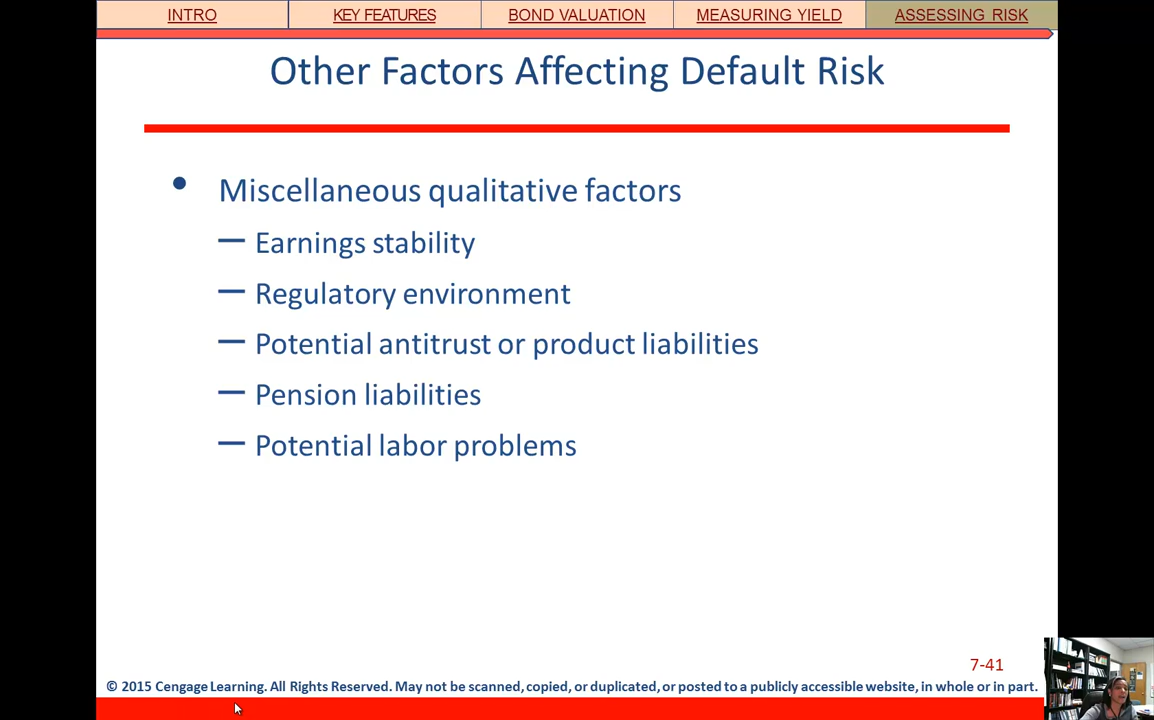 INTRO KEY FEATURES BOND VALUATION MEASURING YIELD ASSESSING RISK
Other Factors Affecting Default Risk
• Miscellaneous qualitative factors
— Earnings stability
— Regulatory environment
— Potential antitrust or product liabilities
— Pension liabilities
— Potential labor problems
7-41
© 2015 Cengage Learning. All Rights Reserved. May not be scanned, copied, or duplicated, or posted to a publicly accessible website, in whole or in part.